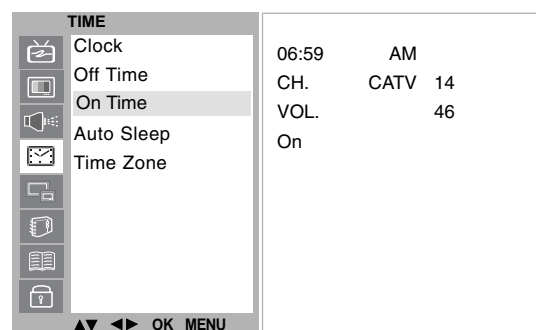 TIME
Clock
Off Time
On Time
Auto Sleep
Time Zone
▲▼ ◄► OK MENU
06:59 AM
CH. CATV 14
VOL. 46
On